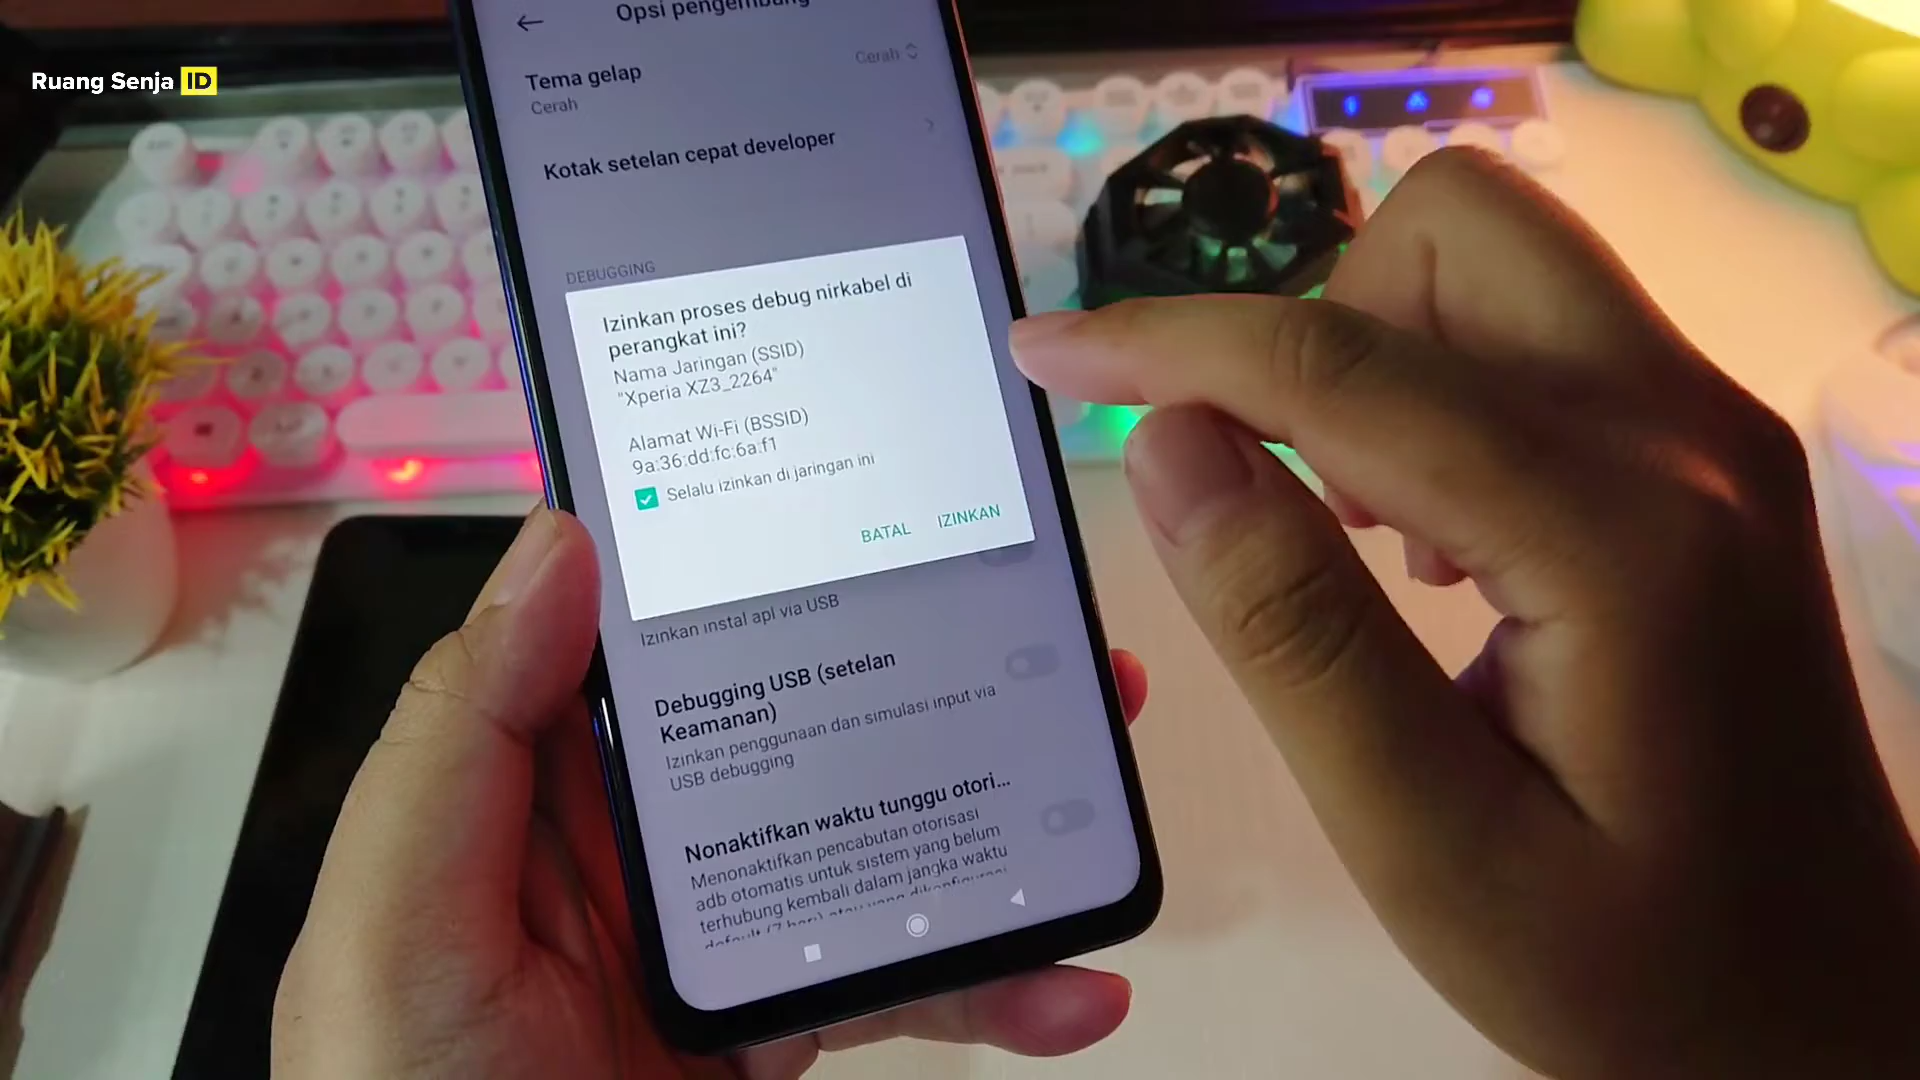 Ruang Senja ID
Opsi pengembang
Tema gelap
Cerah
Cerah
Kotak setelan cepat developer
DEBUGGING
Izinkan proses debug nirkabel di
perangkat ini?
Nama Jaringan (SSID)
"Xperia XZ3_2264"
Alamat Wi-Fi (BSSID)
9a:36:dd:fc:6a:f1
Selalu izinkan di jaringan ini
BATAL
IZINKAN
Izinkan instal apl via USB
Debugging USB (setelan
Keamanan)
Izinkan penggunaan dan simulasi input via
USB debugging
Nonaktifkan waktu tunggu otori...
Menonaktifkan pencabutan otorisasi
adb otomatis untuk sistem yang belum
terhubung kembali dalam jangka waktu